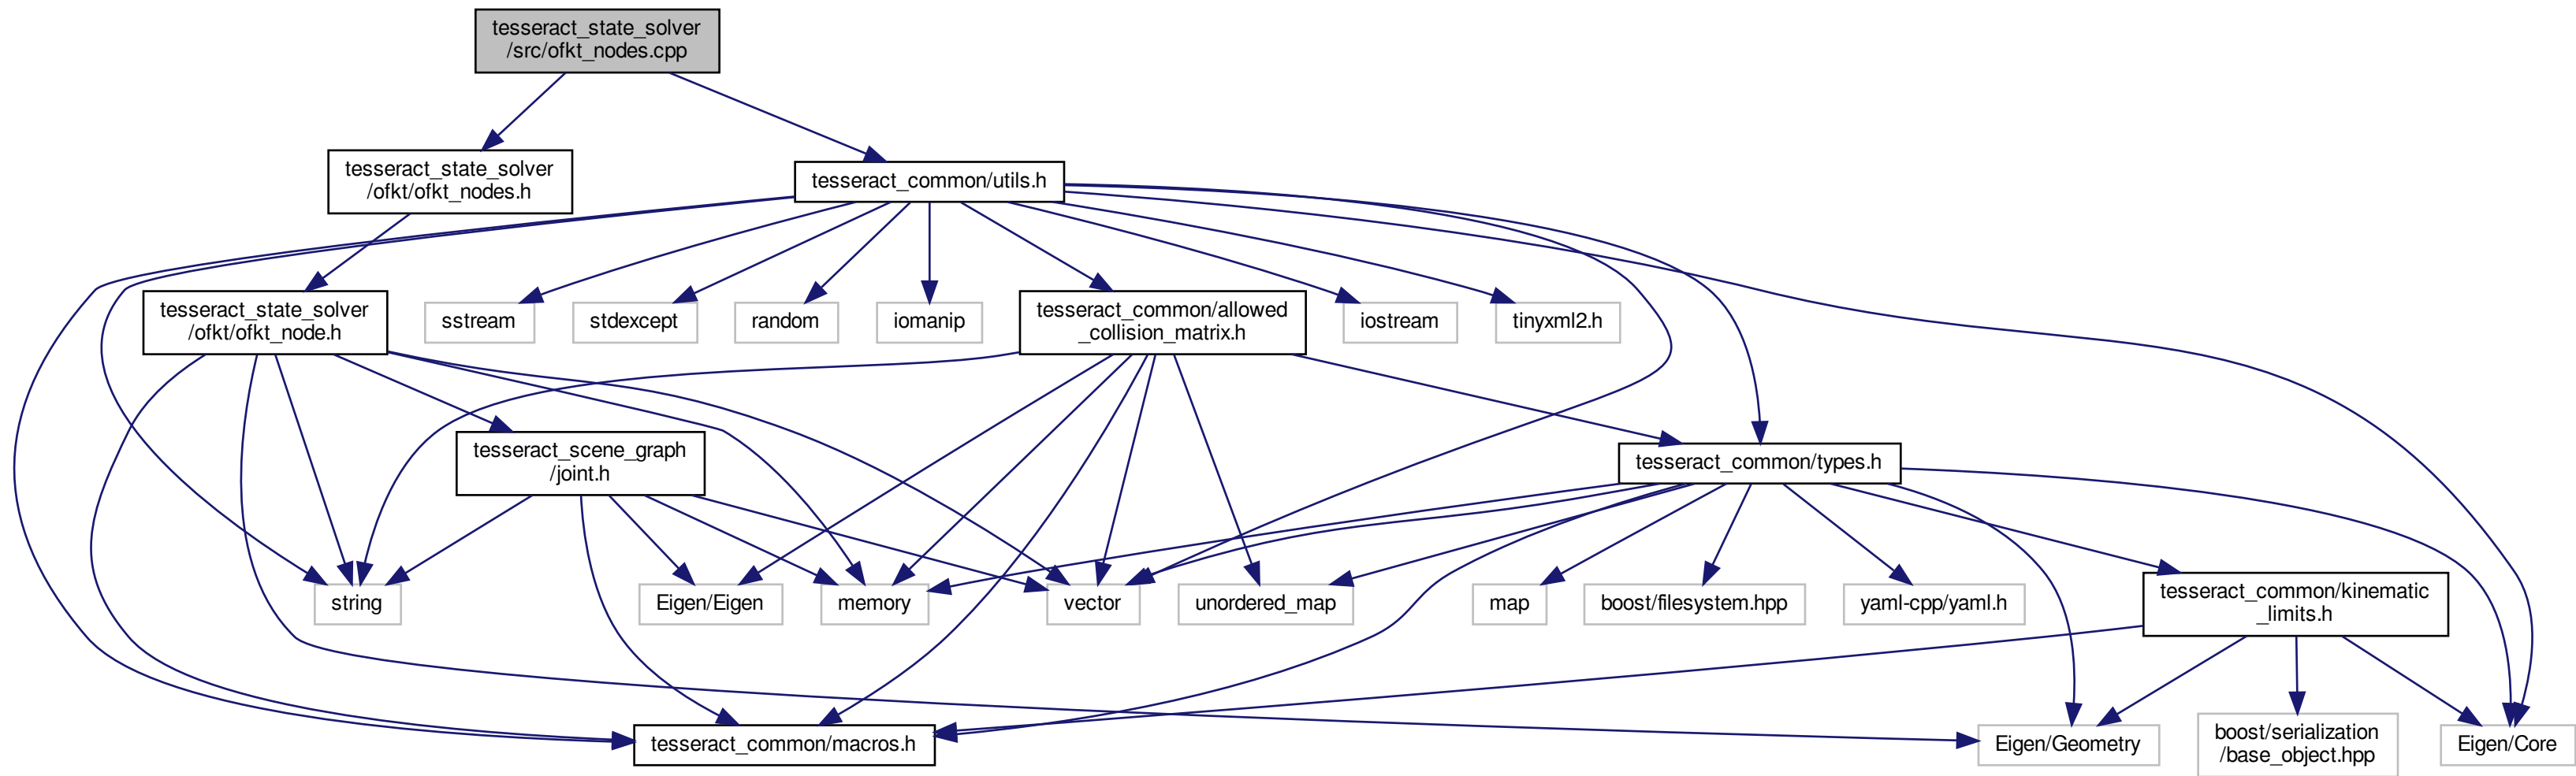 tesseract_state_solver
/src/ofkt_nodes.cpp
tesseract_state_solver
/ofkt/ofkt_nodes.h
tesseract_common/utils.h
tesseract_state_solver
/ofkt/ofkt_node.h
sstream
stdexcept
random
iomanip
tesseract_common/allowed
_collision_matrix.h
iostream
tinyxml2.h
tesseract_scene_graph
/joint.h
tesseract_common/types.h
string
Eigen/Eigen
memory
vector
unordered_map
map
boost/filesystem.hpp
yaml-cpp/yaml.h
tesseract_common/kinematic
_limits.h
tesseract_common/macros.h
Eigen/Geometry
boost/serialization
/base_object.hpp
Eigen/Core